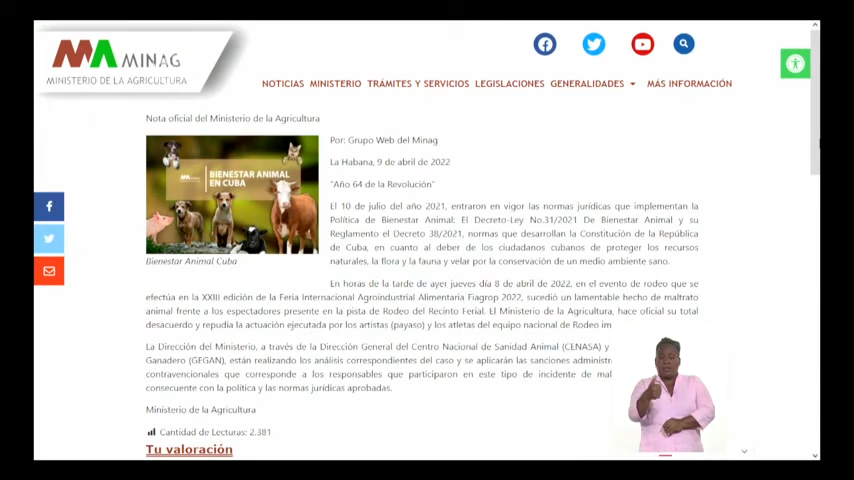 MINAG
MINISTERIO DE LA AGRICULTURA
NOTICIAS MINISTERIO TRÁMITES Y SERVICIOS LEGISLACIONES GENERALIDADES MÁS INFORMACIÓN
Nota oficial del Ministerio de la Agricultura
BIENESTAR ANIMAL
EN CUBA
Bienestar Animal Cuba
Por: Grupo Web del Minag
La Habana, 9 de abril de 2022
"Año 64 de la Revolución"
El 10 de julio del año 2021, entraron en vigor las normas jurídicas que implementan la
Política de Bienestar Animal: El Decreto-Ley No.31/2021 De Bienestar Animal y su
Reglamento el Decreto 38/2021, normas que desarrollan la Constitución de la República
de Cuba, en cuanto al deber de los ciudadanos cubanos de proteger los recursos
naturales, la flora y la fauna y velar por la conservación de un medio ambiente sano.
En horas de la tarde de ayer jueves día 8 de abril de 2022, en el evento de rodeo que se
efectúa en la XXIII edición de la Feria Internacional Agroindustrial Alimentaria Fiagrop 2022, sucedió un lamentable hecho de maltrato
animal frente a los espectadores presente en la pista de Rodeo del Recinto Ferial. El Ministerio de la Agricultura, hace oficial su total
desacuerdo y repudia la actuación ejecutada por los artistas (payaso) y los atletas del equipo nacional de Rodeo im
La Dirección del Ministerio, a través de la Dirección General del Centro Nacional de Sanidad Animal (CENASA) y
Ganadero (GEGAN), están realizando los análisis correspondientes del caso y se aplicarán las sanciones administr
contravencionales que corresponde a los responsables que participaron en este tipo de incidente de mal
consecuente con la política y las normas jurídicas aprobadas.
Ministerio de la Agricultura
Cantidad de Lecturas: 2.381
Tu valoración